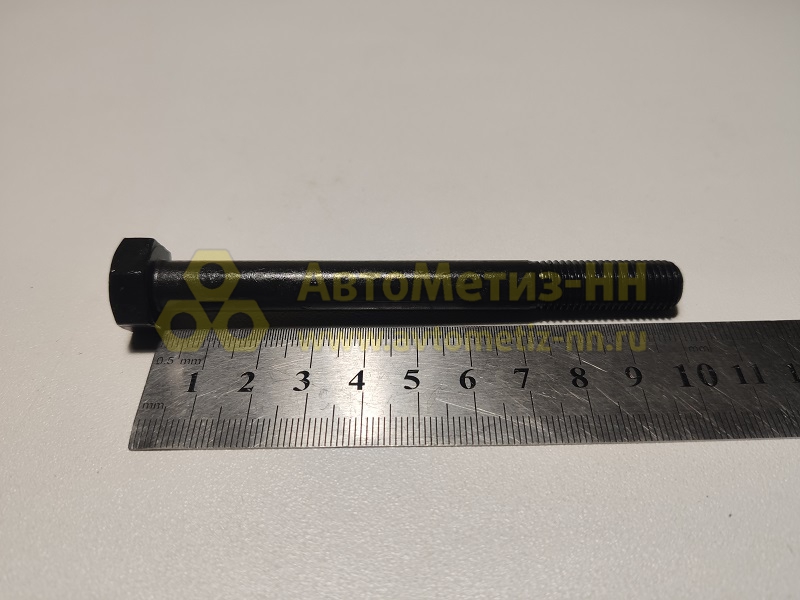 АвтоМетиз-НН
www.avtometiz-nn.ru
0.5 mm
1 2 3 4 5 6 7 8 9 10 11
mm